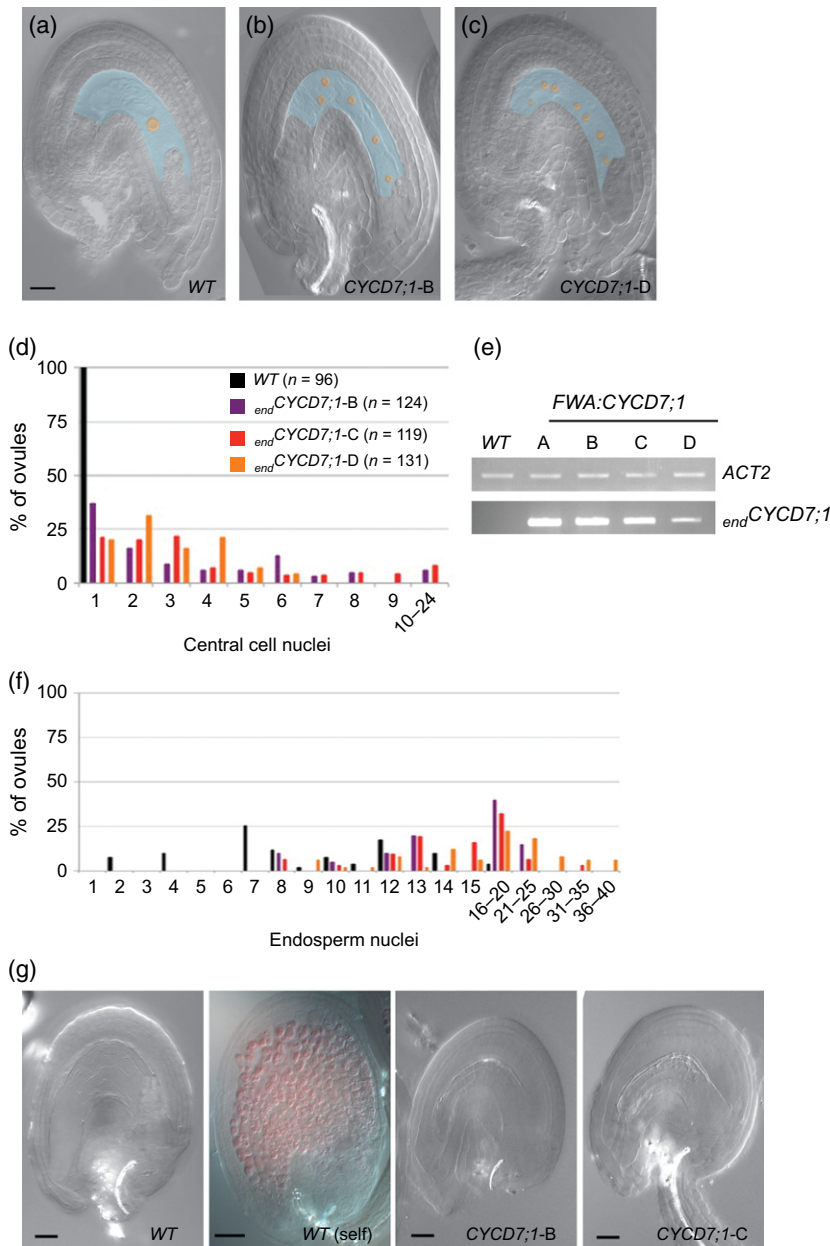 (a)
(b)
(c)
WT
CYCD7;1-B
CYCD7;1-D
(d)
100
75
50
25
0
% of ovules
WT (n = 96)
endCYCD7;1-B (n = 124)
endCYCD7;1-C (n = 119)
endCYCD7;1-D (n = 131)
1 2 3 4 5 6 7 8 9 10–24
Central cell nuclei
(e)
FWA:CYCD7;1
WT A B C D
ACT2
endCYCD7;1
(f)
100
75
50
25
0
% of ovules
1 2 3 4 5 6 7 8 9 10 11 12 13 14 15 16–20 21–25 26–30 31–35 36–40
Endosperm nuclei
(g)
WT
WT (self)
CYCD7;1-B
CYCD7;1-C